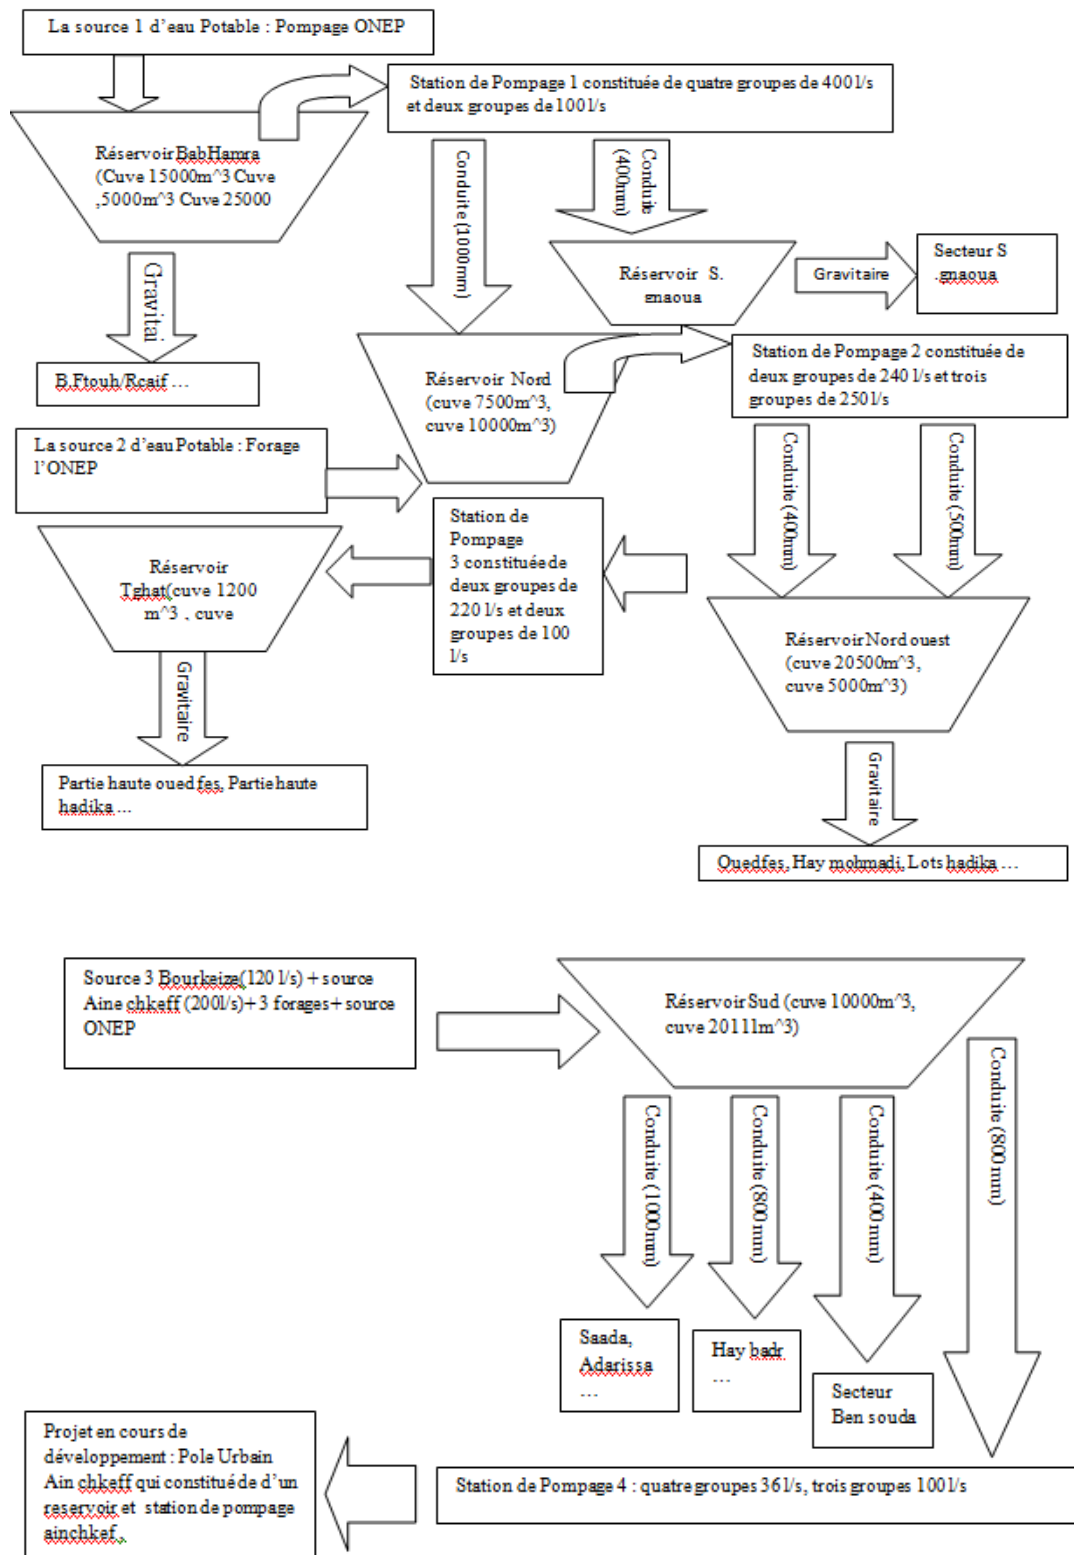 La source 1 d’eau Potable : Pompage ONEP
Station de Pompage 1 constituée de quatre groupes de 400 l/s
et deux groupes de 100 l/s
Réservoir BabHamra
(Cuve 15000m^3 Cuve
,5000m^3 Cuve 25000
Conduite (1000mm)
Conduite
(400mm)
Gravitai
Réservoir S.
gnaoua
Gravitaire
Secteur S
.gnaoua
B.Ftouh/Rcaif …
Réservoir Nord
(cuve 7500m^3,
cuve 10000m^3)
Station de Pompage 2 constituée de
deux groupes de 240 l/s et trois
groupes de 250 l/s
La source 2 d’eau Potable : Forage
l’ONEP
Conduite (400mm)
Conduite (500mm)
Station de
Pompage
3 constituée de
deux groupes de
220 l/s et deux
groupes de 100
l/s
Réservoir
Tghat(cuve 1200
m^3 , cuve
Réservoir Nord ouest
(cuve 20500m^3,
cuve 5000m^3)
Gravitaire
Gravitaire
Partie haute oued fes, Partie haute
hadika …
Ouedfes, Hay mohmadi, Lots hadika …
Source 3 Bourkeize(120 l/s) + source
Aine chkeff (200l/s)+ 3 forages+ source
ONEP
Réservoir Sud (cuve 10000m^3,
cuve 20111m^3)
Conduite (1000mm)
Conduite (800mm)
Conduite (400mm)
Conduite (800mm)
Saada,
Adarissa
…
Hay badr
…
Secteur
Ben souda
Projet en cours de
développement : Pole Urbain
Ain chkeff qui constitué de d’un
reservoir et station de pompage
ainchkef .
Station de Pompage 4 : quatre groupes 36 l/s, trois groupes 100 l/s